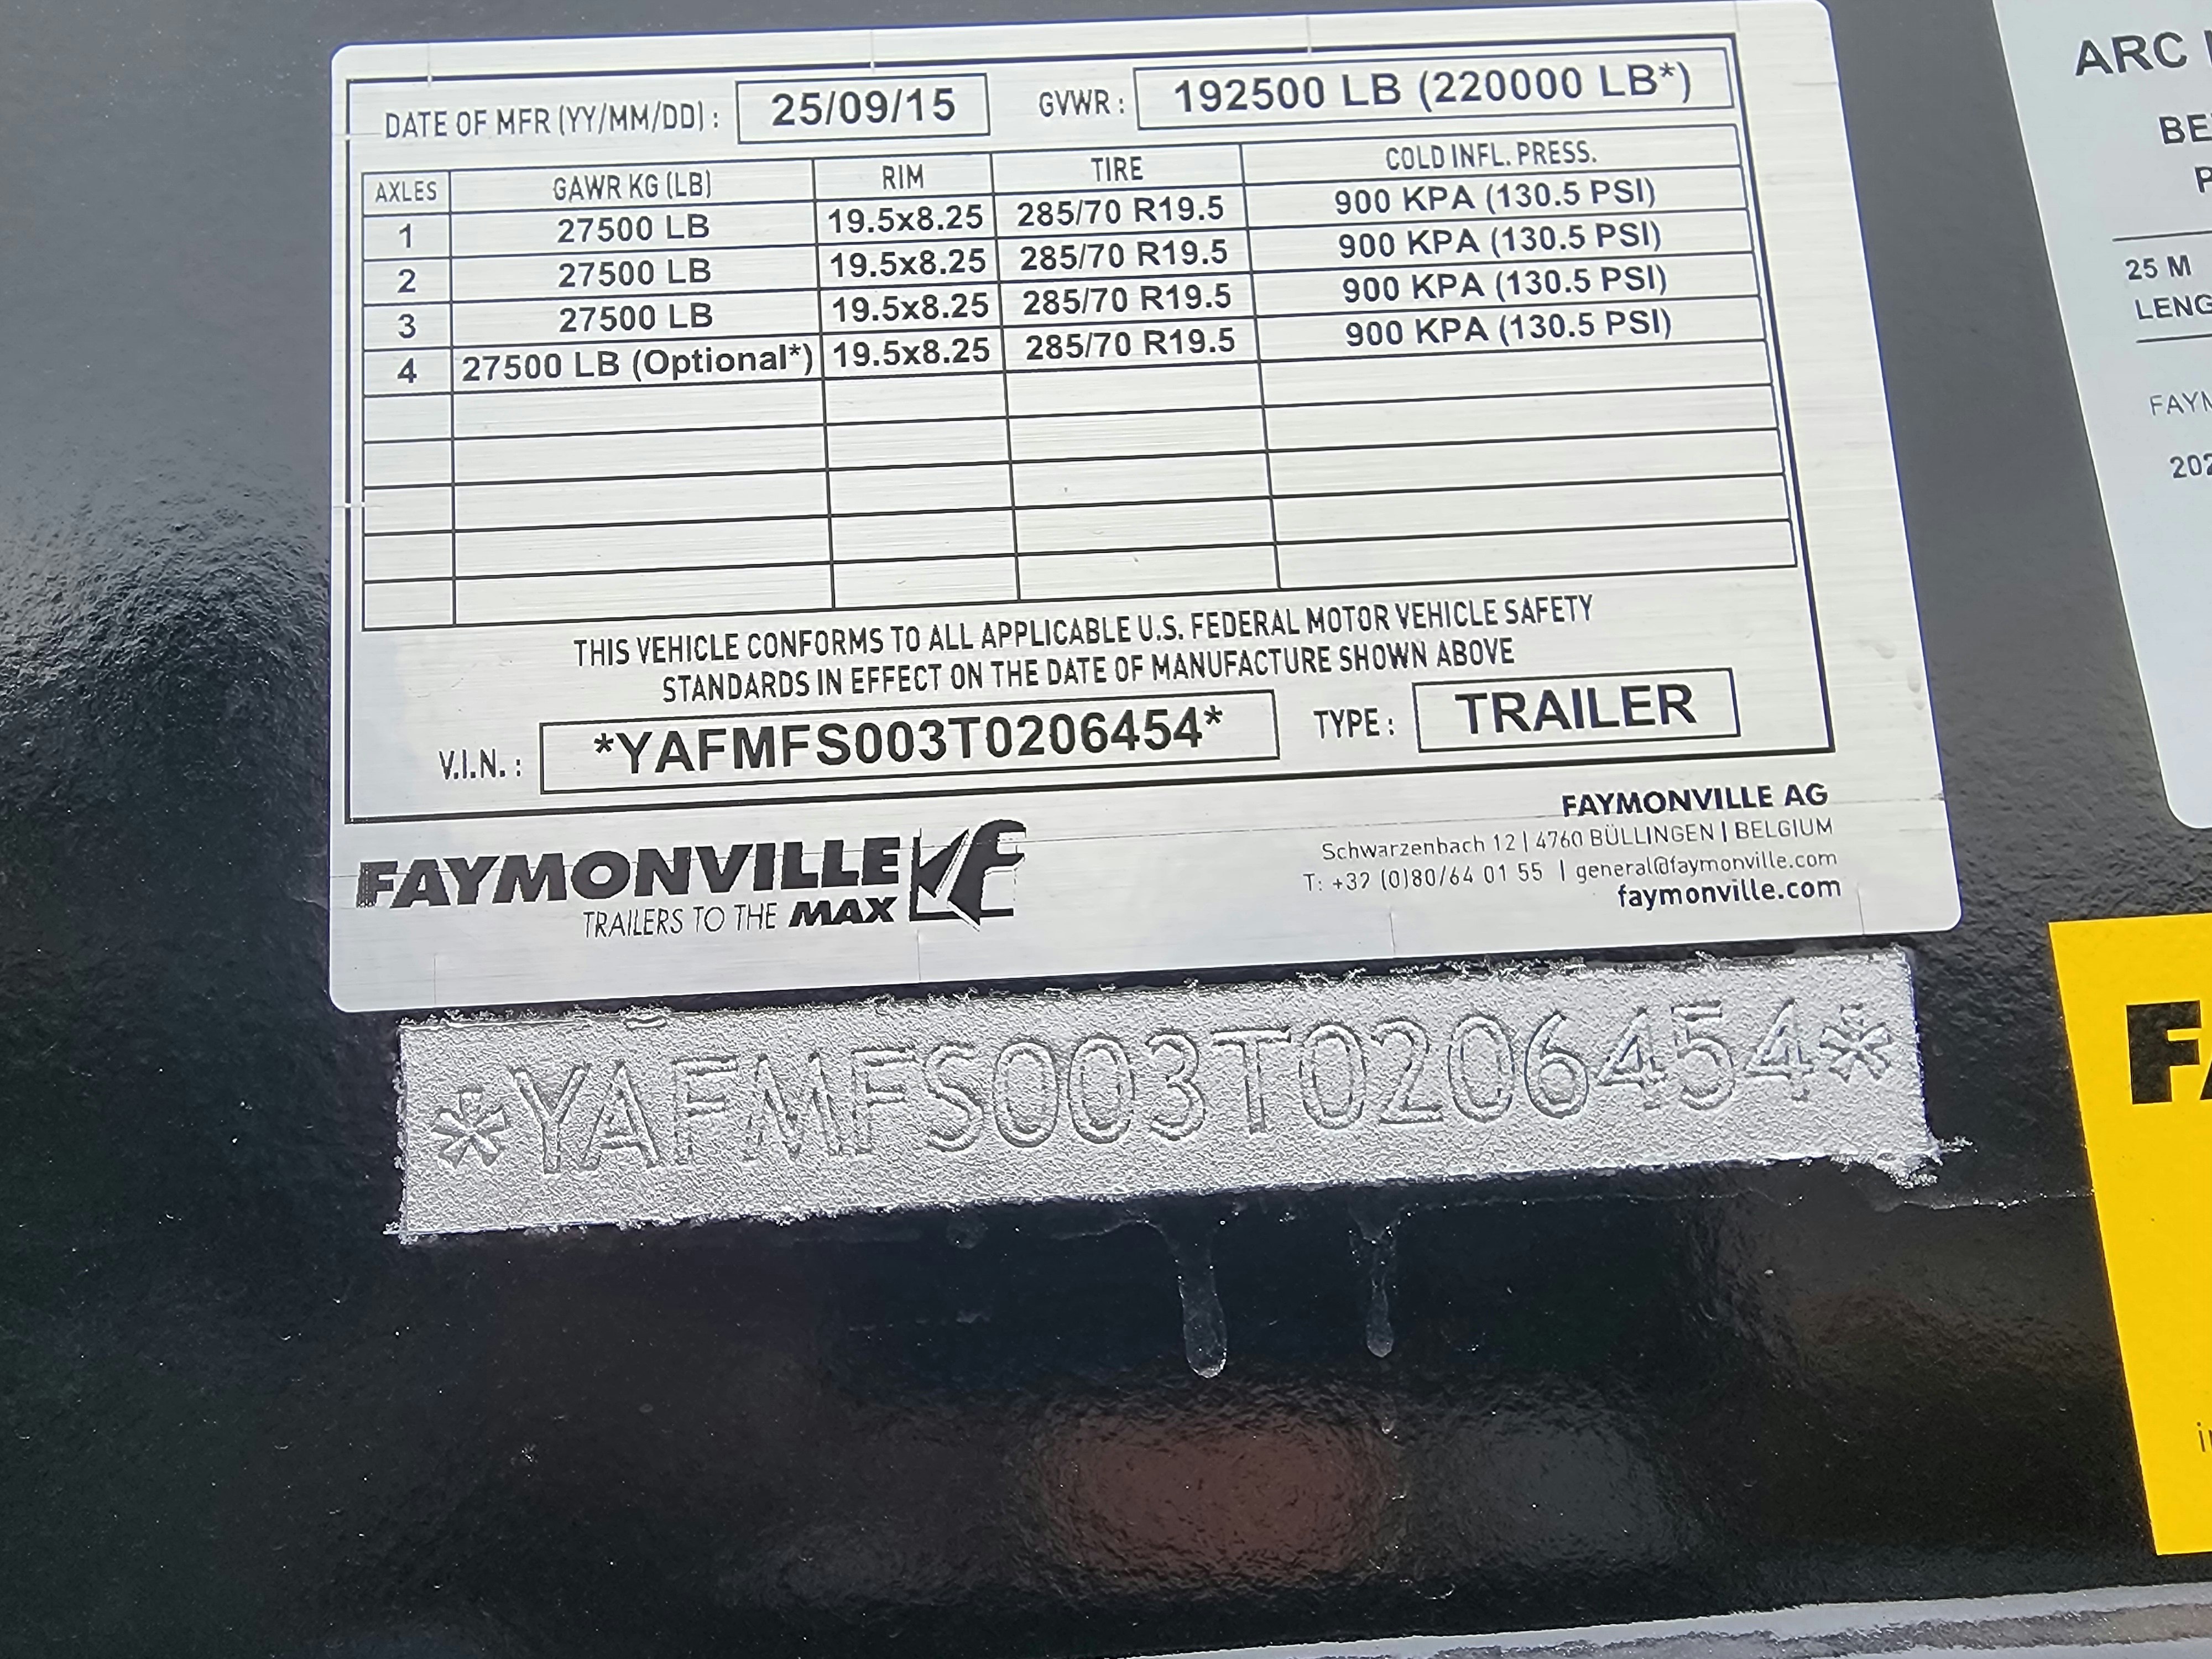 DATE OF MFR (YY/MM/DD) : 25/09/15 GVWR : 192500 LB (220000 LB*)
AXLES GAWR KG (LB) RIM TIRE COLD INFL. PRESS.
1 27500 LB 19.5x8.25 285/70 R19.5 900 KPA (130.5 PSI)
2 27500 LB 19.5x8.25 285/70 R19.5 900 KPA (130.5 PSI)
3 27500 LB 19.5x8.25 285/70 R19.5 900 KPA (130.5 PSI)
4 27500 LB (Optional*) 19.5x8.25 285/70 R19.5 900 KPA (130.5 PSI)
THIS VEHICLE CONFORMS TO ALL APPLICABLE U.S. FEDERAL MOTOR VEHICLE SAFETY
STANDARDS IN EFFECT ON THE DATE OF MANUFACTURE SHOWN ABOVE
V.I.N. : *YAFMFS003T0206454* TYPE : TRAILER
FAYMONVILLE
TRAILERS TO THE MAX
FAYMONVILLE AG
Schwarzenbach 12 | 4760 BÜLLINGEN | BELGIUM
T: +32 (0)80/64 01 55 | general@faymonville.com
faymonville.com
*YAFMFS003T0206454*
ARC
25 M